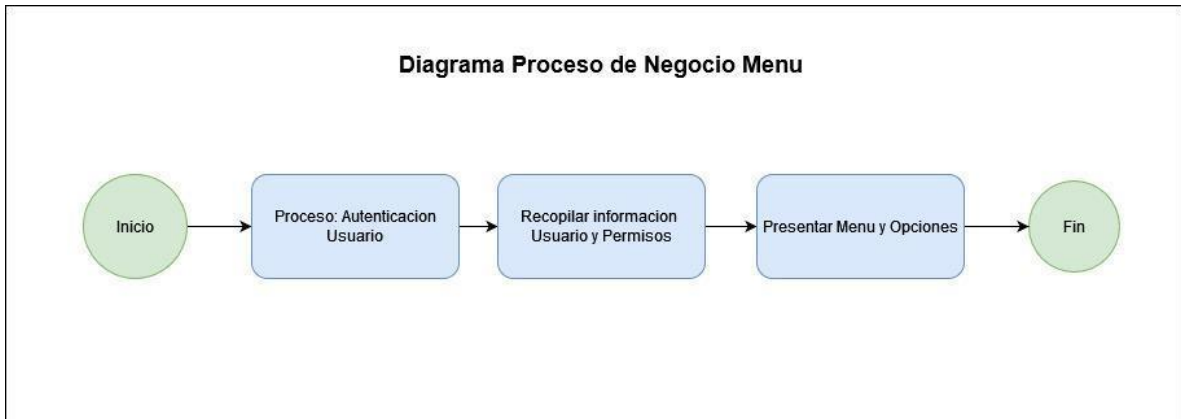 Diagrama Proceso de Negocio Menu
Inicio
Proceso: Autenticacion
Usuario
Recopilar informacion
Usuario y Permisos
Presentar Menu y Opciones
Fin